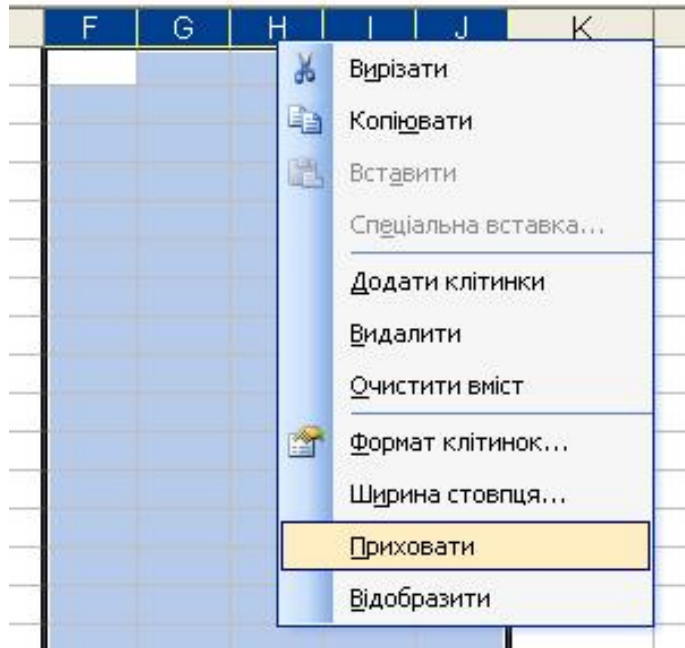 F G H I J K
Вирізати
Копіювати
Вставити
Спеціальна вставка...
Додати клітинки
Видалити
Очистити вміст
Формат клітинок...
Ширина стовпця...
Приховати
Відобразити